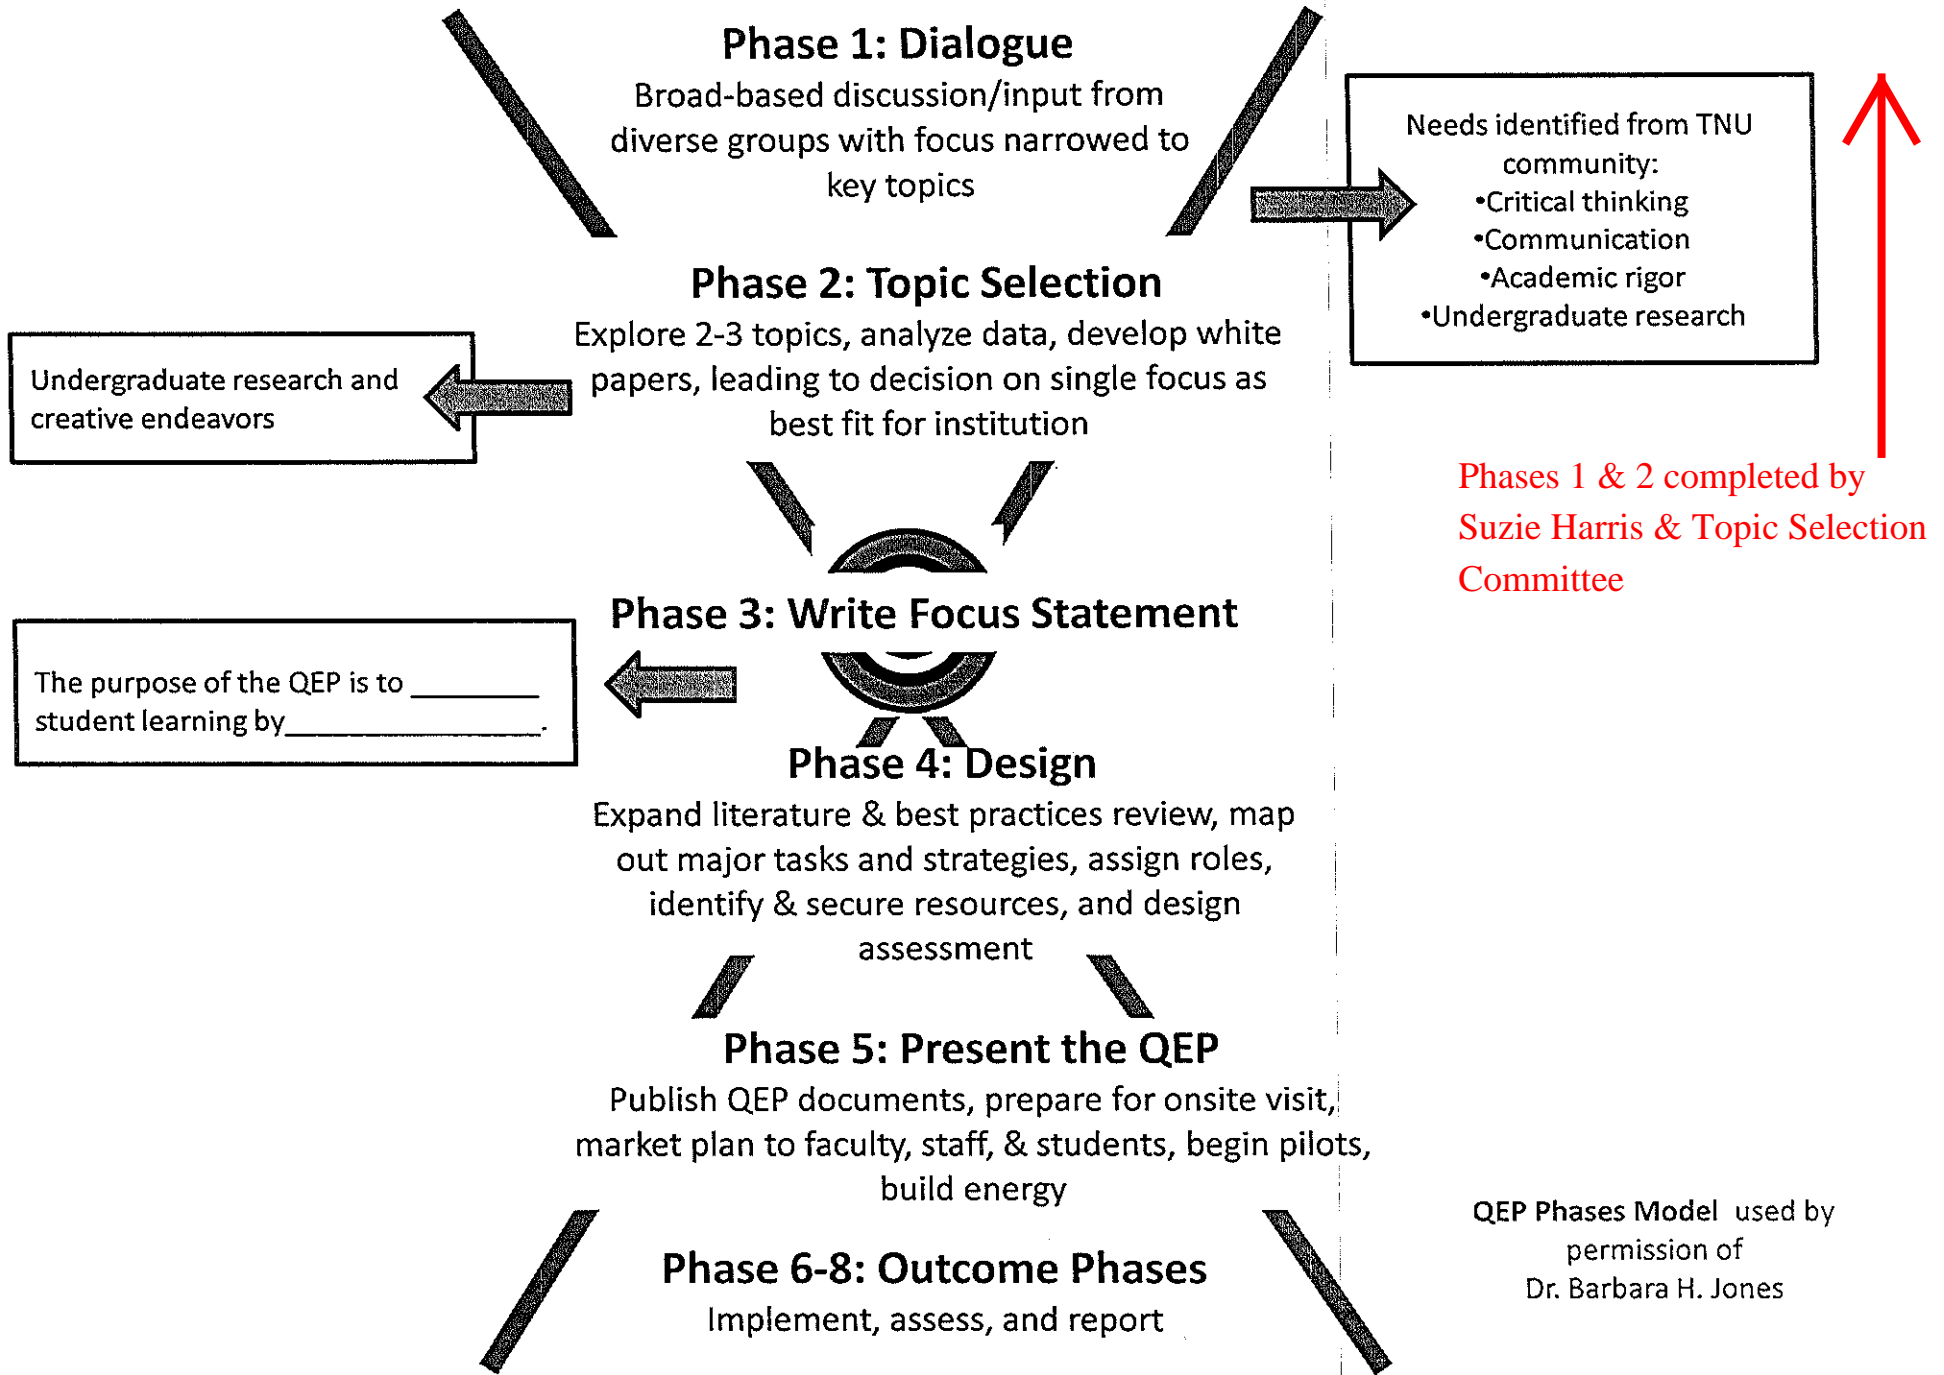 Phase 1: Dialogue
Broad-based discussion/input from
diverse groups with focus narrowed to
key topics
Needs identified from TNU
community:
•Critical thinking
•Communication
•Academic rigor
•Undergraduate research
Phase 2: Topic Selection
Explore 2-3 topics, analyze data, develop white
papers, leading to decision on single focus as
best fit for institution
Undergraduate research and
creative endeavors
Phases 1 & 2 completed by
Suzie Harris & Topic Selection
Committee
Phase 3: Write Focus Statement
The purpose of the QEP is to _________
student learning by__________________.
Phase 4: Design
Expand literature & best practices review, map
out major tasks and strategies, assign roles,
identify & secure resources, and design
assessment
Phase 5: Present the QEP
Publish QEP documents, prepare for onsite visit,
market plan to faculty, staff, & students, begin pilots,
build energy
Phase 6-8: Outcome Phases
Implement, assess, and report
QEP Phases Model used by
permission of
Dr. Barbara H. Jones